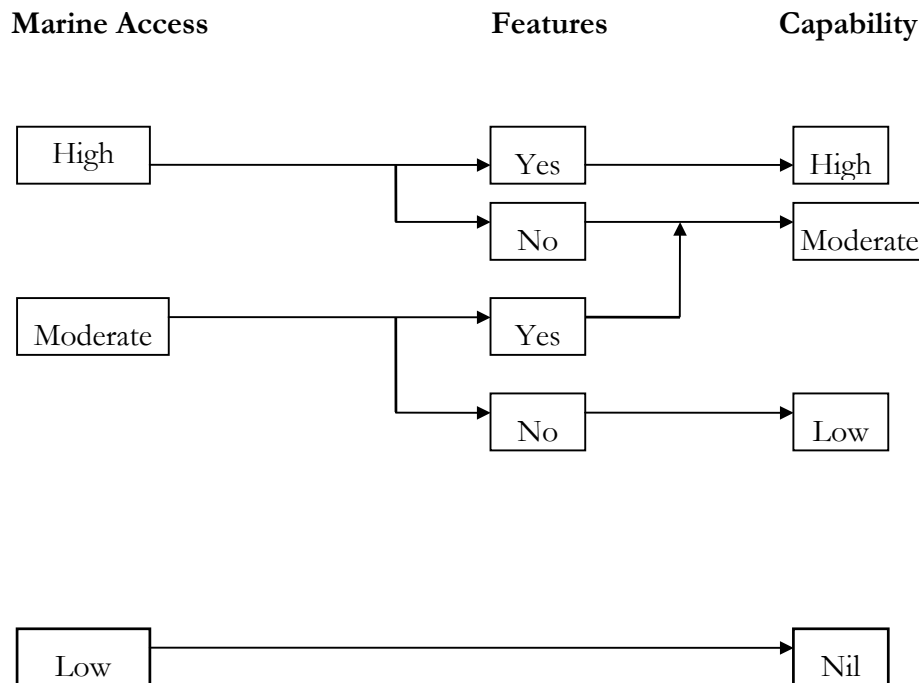 Marine Access Features Capability
High Yes High
No Moderate
Moderate Yes
No Low
Low Nil